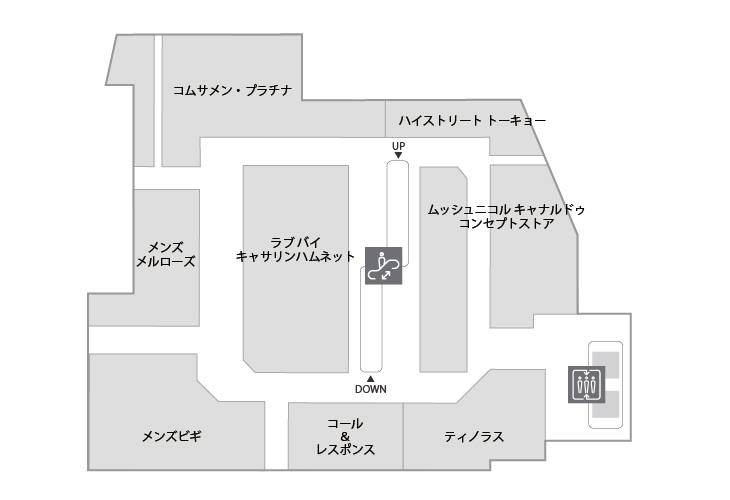 コムサメン・プラチナ
ハイストリート トーキョー
UP
ムッシュニコル キャナルドゥ
コンセプトストア
メンズ
メルローズ
ラブ バイ
キャサリンハムネット
DOWN
メンズビギ
コール
&
レスポンス
ティノラス